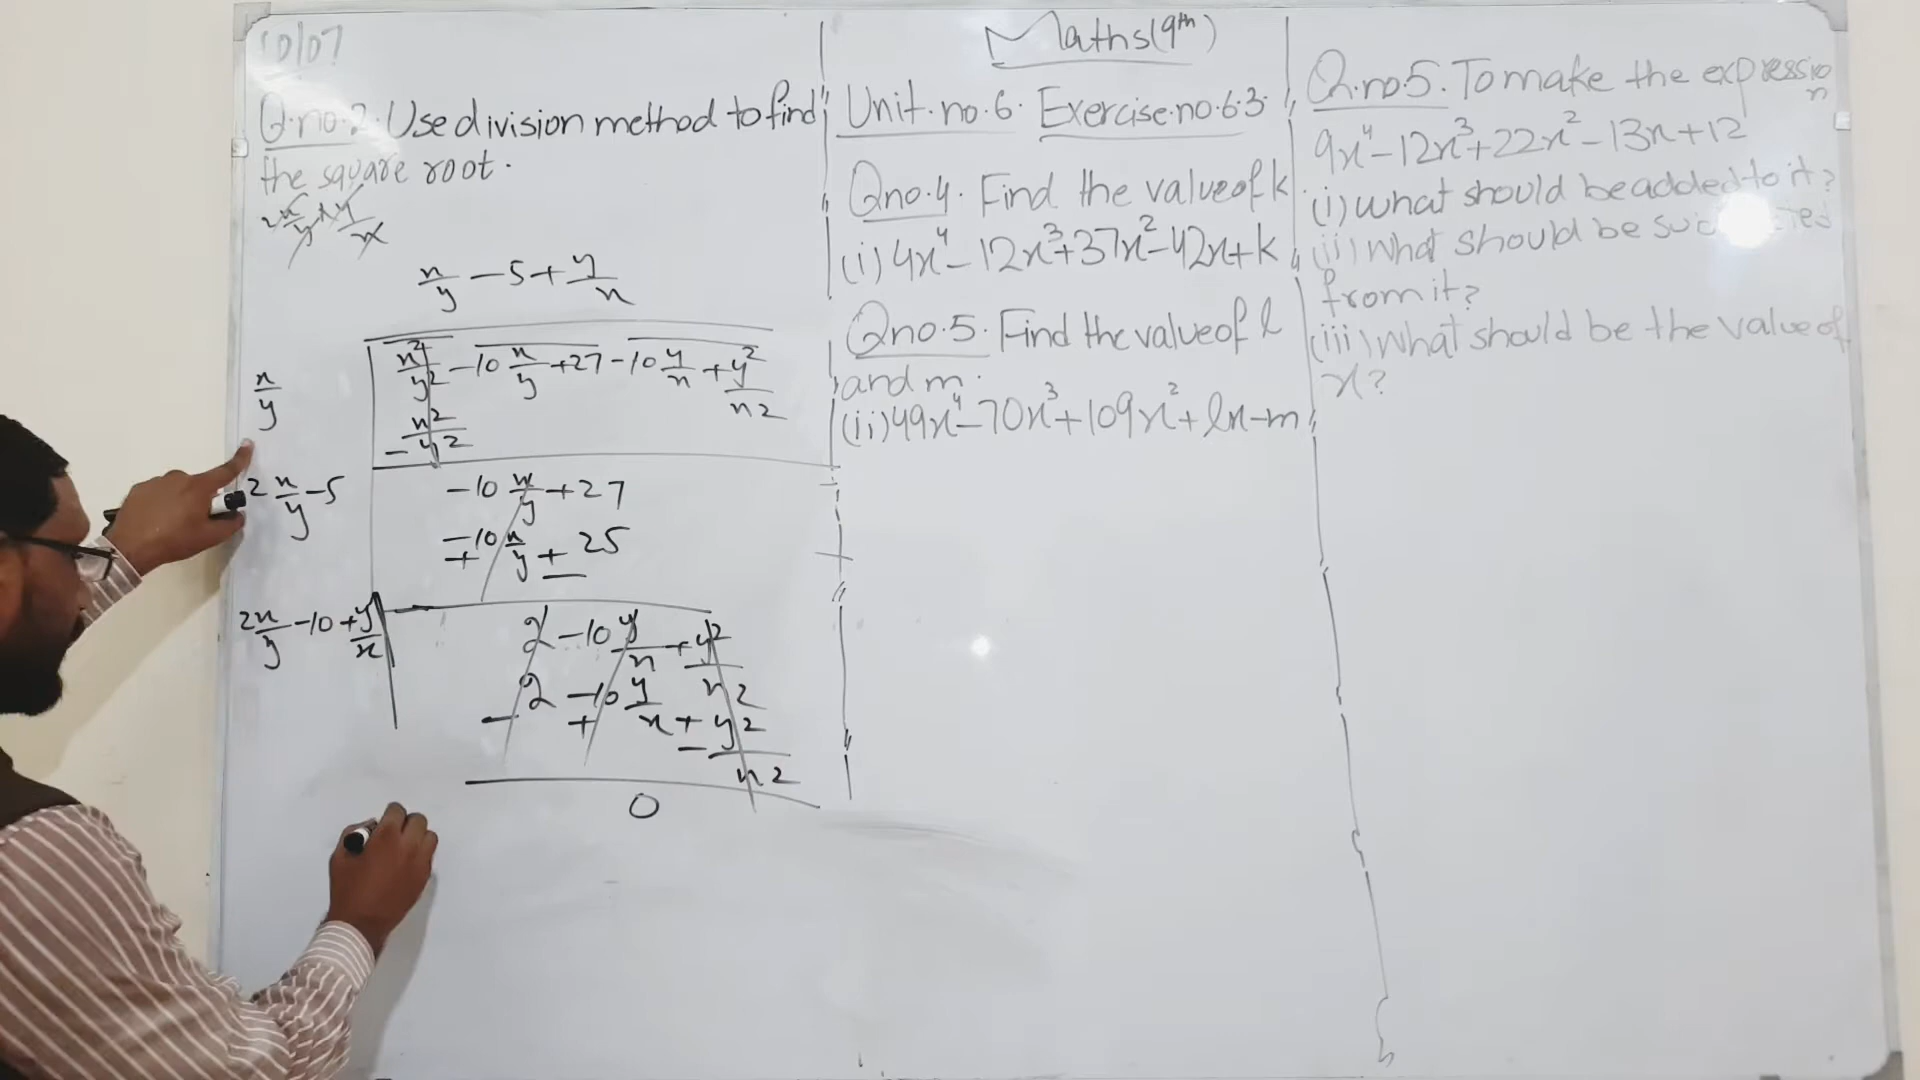 10/07
Q.no.2. Use division method to find
the square root.
2x/y + y/x
x/y - 5 + y/x
x/y
x²/y² - 10 x/y + 27 - 10 y/x + y²/x2
- x²/y2
2 x/y - 5
-10 x/y + 27
-10 x/y + 25
+ -
2x/y - 10 + y/x
2 - 10 y/x + y2/x2
2 - 10 y/x + y2/x2
- + -
0
Maths(9th)
Unit.no.6. Exercise.no.6.3.
Qno.4. Find the value of k.
(i) 4x⁴ - 12x³ + 37x² - 42x + k
Qno.5. Find the value of l
and m.
(ii) 49x⁴ - 70x³ + 109x² + lx - m
Q.no5. To make the expression
9x⁴ - 12x³ + 22x² - 13x + 12
(i) what should be added to it?
(ii) What should be
from it?
(iii) What should be the value of
x?